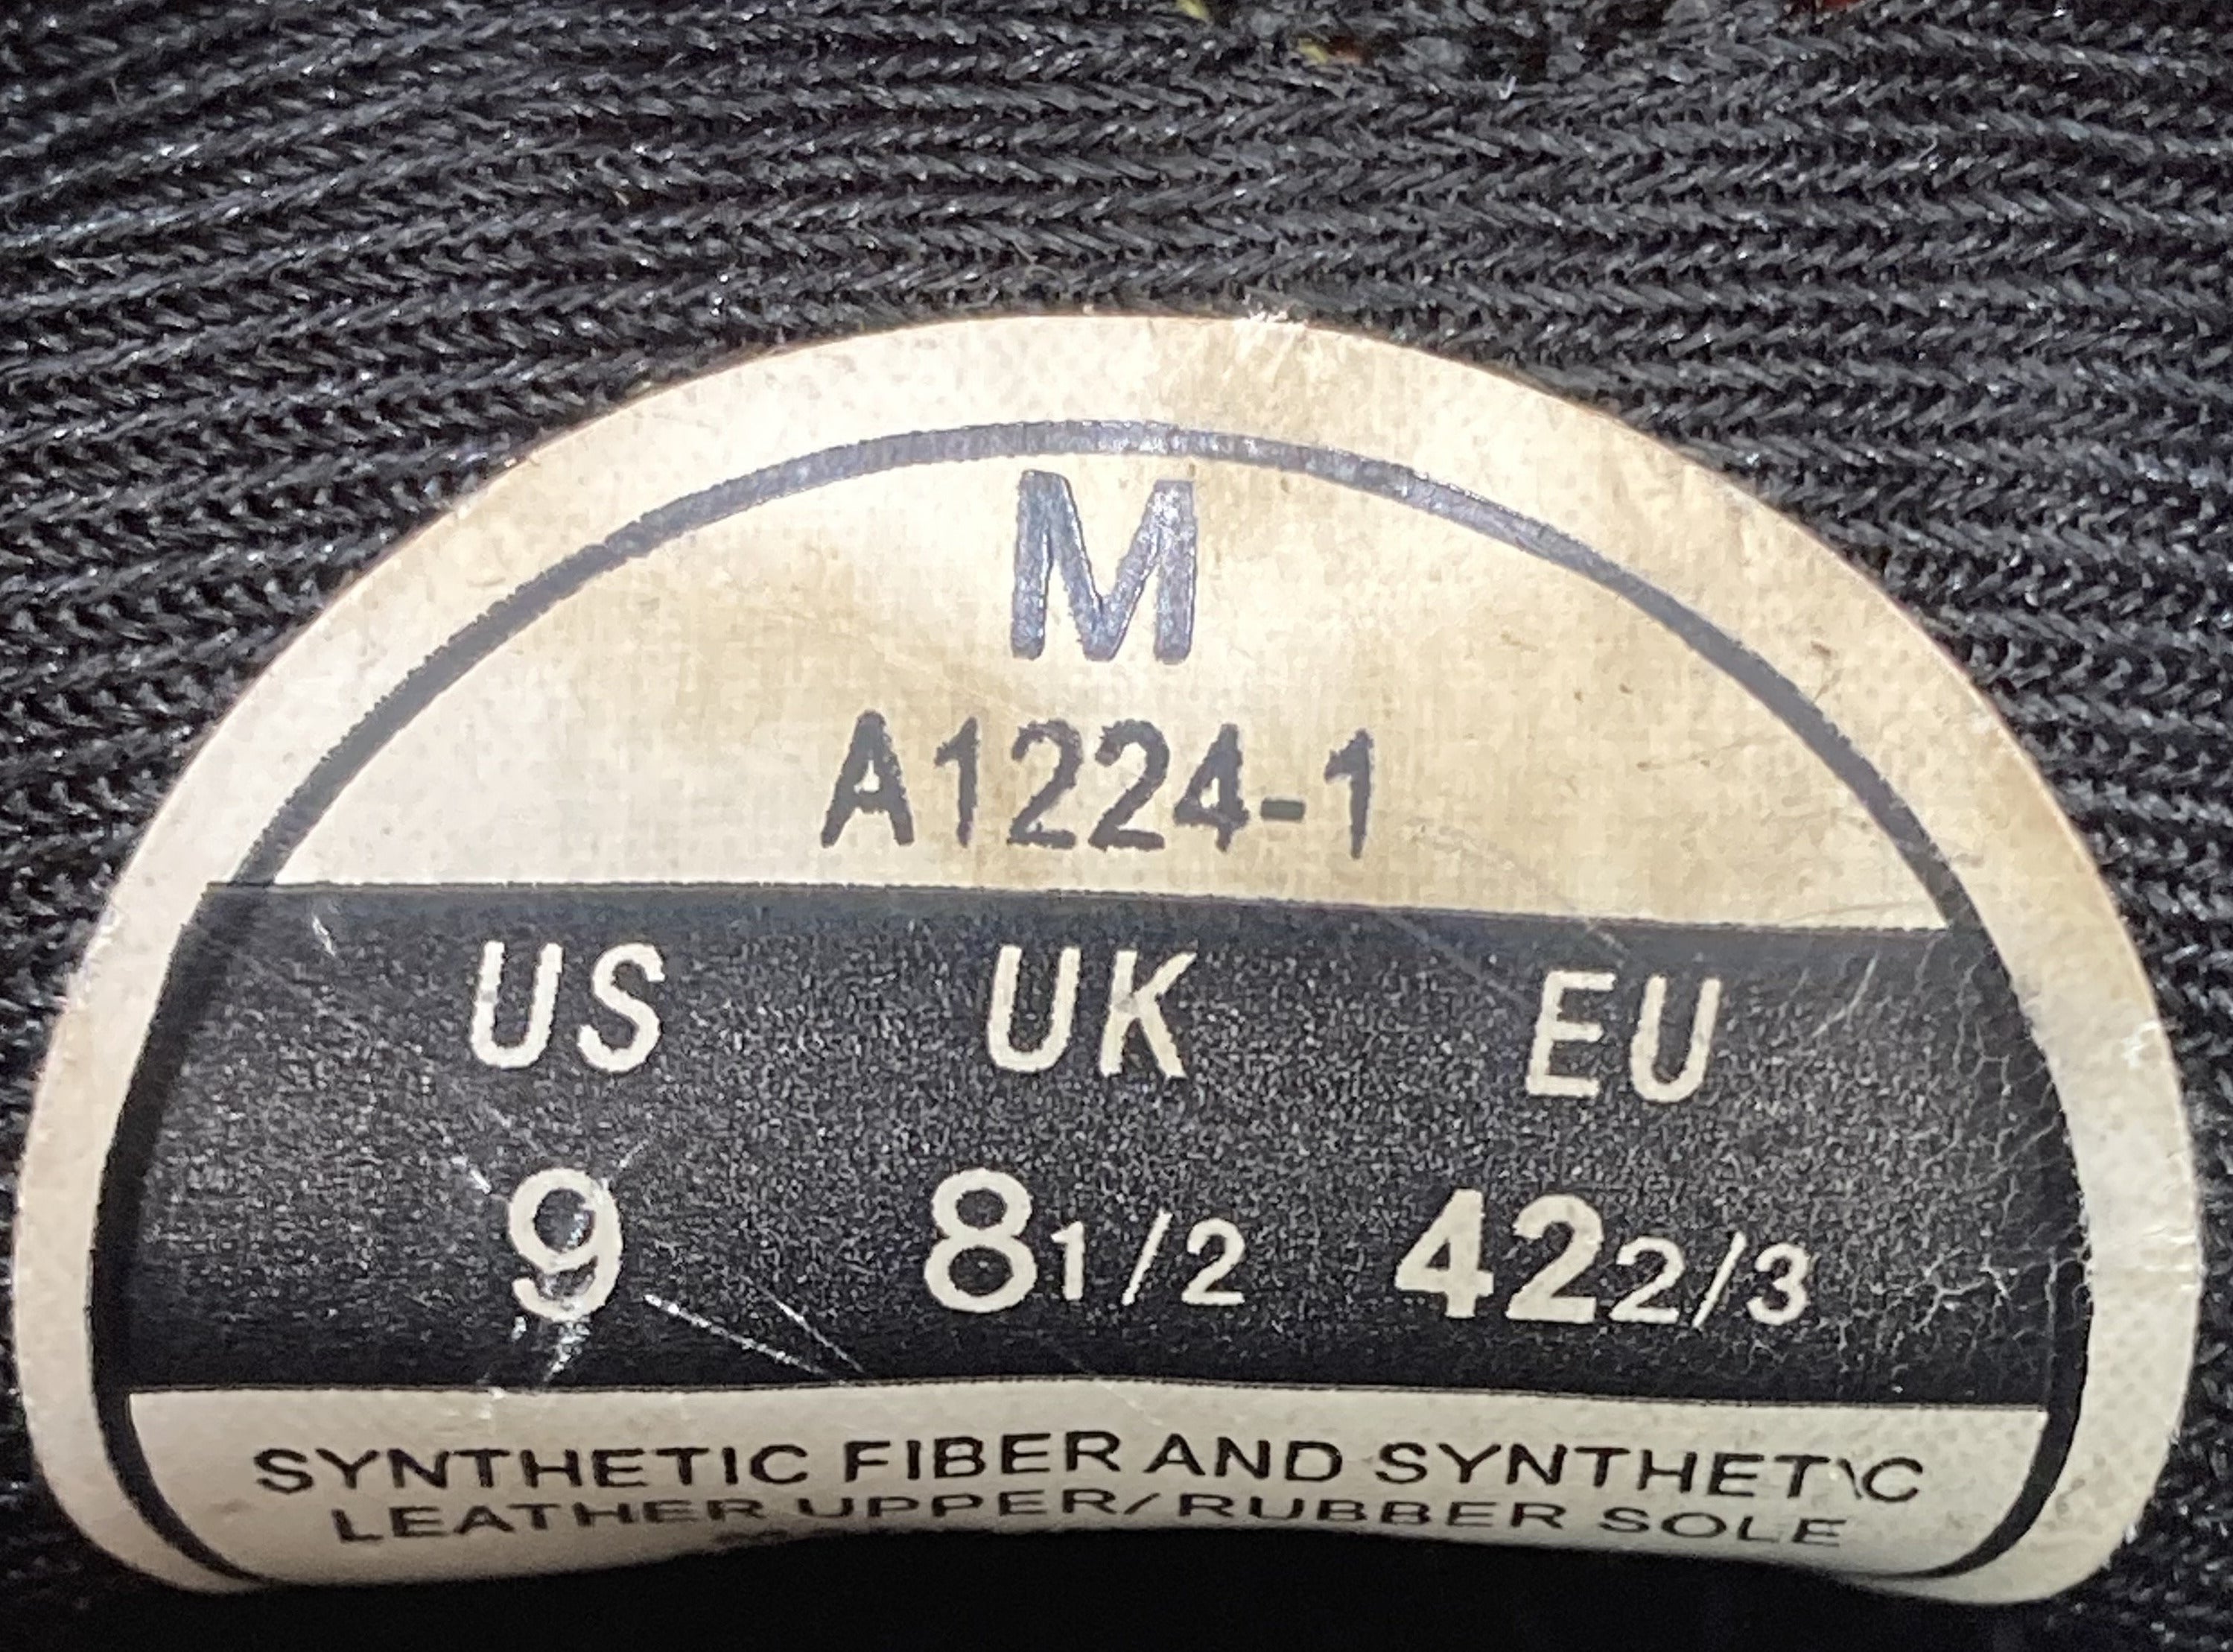 M
A1224-1
US UK EU
9 81/2 422/3
SYNTHETIC FIBER AND SYNTHETIC
LEATHER UPPER/RUBBER SOLE